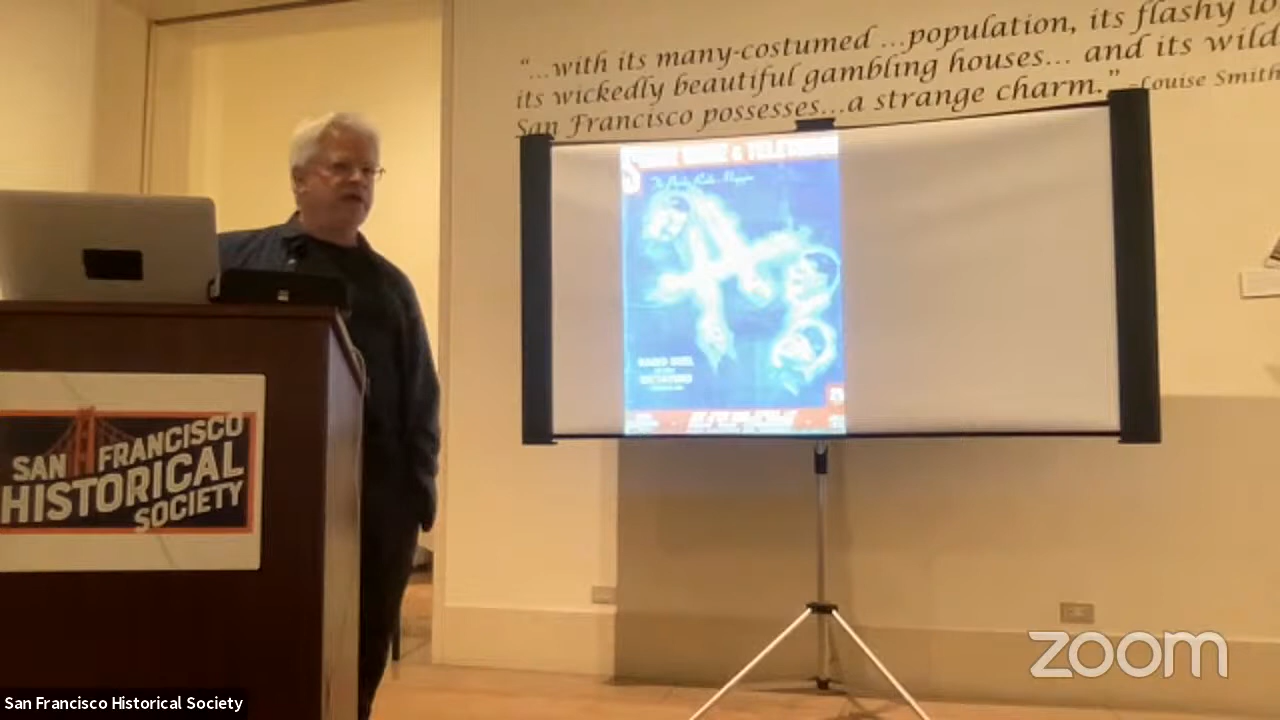 “...with its many-costumed ...population, its flashy
its wickedly beautiful gambling houses... and its wild
San Francisco possesses...a strange charm.” ~Louise Smith
& TELEVISION
SAN FRANCISCO
HISTORICAL
SOCIETY
zoom
San Francisco Historical Society